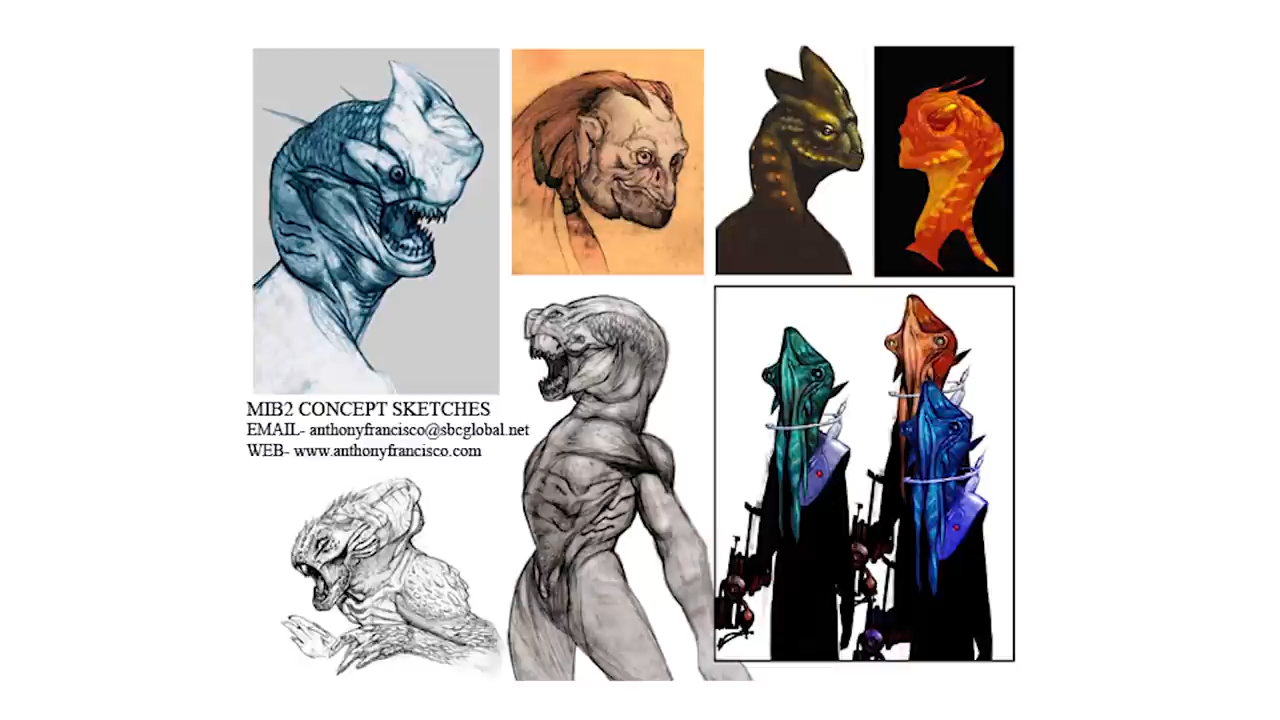 MIB2 CONCEPT SKETCHES
EMAIL- anthonyfrancisco@sbcglobal.net
WEB- www.anthonyfrancisco.com